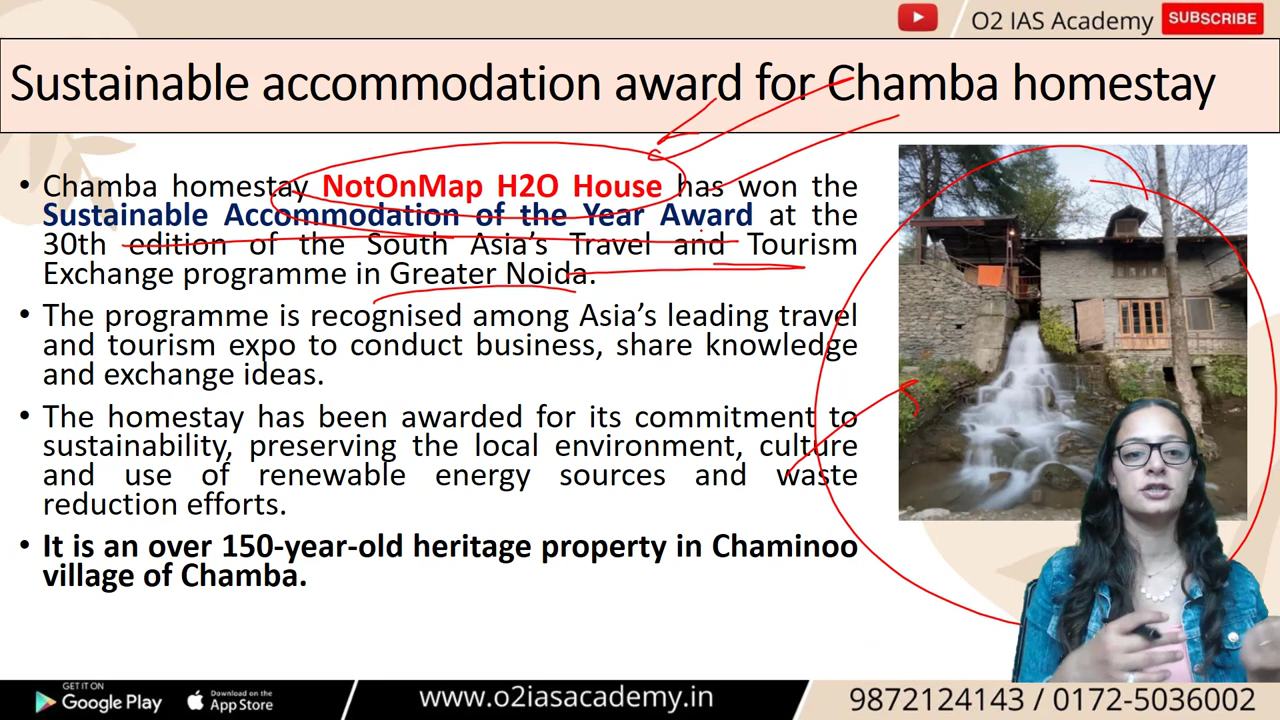 O2 IAS Academy SUBSCRIBE
Sustainable accommodation award for Chamba homestay
• Chamba homestay NotOnMap H2O House has won the
Sustainable Accommodation of the Year Award at the
30th edition of the South Asia's Travel and Tourism
Exchange programme in Greater Noida.
• The programme is recognised among Asia's leading travel
and tourism expo to conduct business, share knowledge
and exchange ideas.
• The homestay has been awarded for its commitment to
sustainability, preserving the local environment, culture
and use of renewable energy sources and waste
reduction efforts.
• It is an over 150-year-old heritage property in Chaminoo
village of Chamba.
GET IT ON
Google Play
Download on the
App Store
www.o2iasacademy.in
9872124143 / 0172-5036002